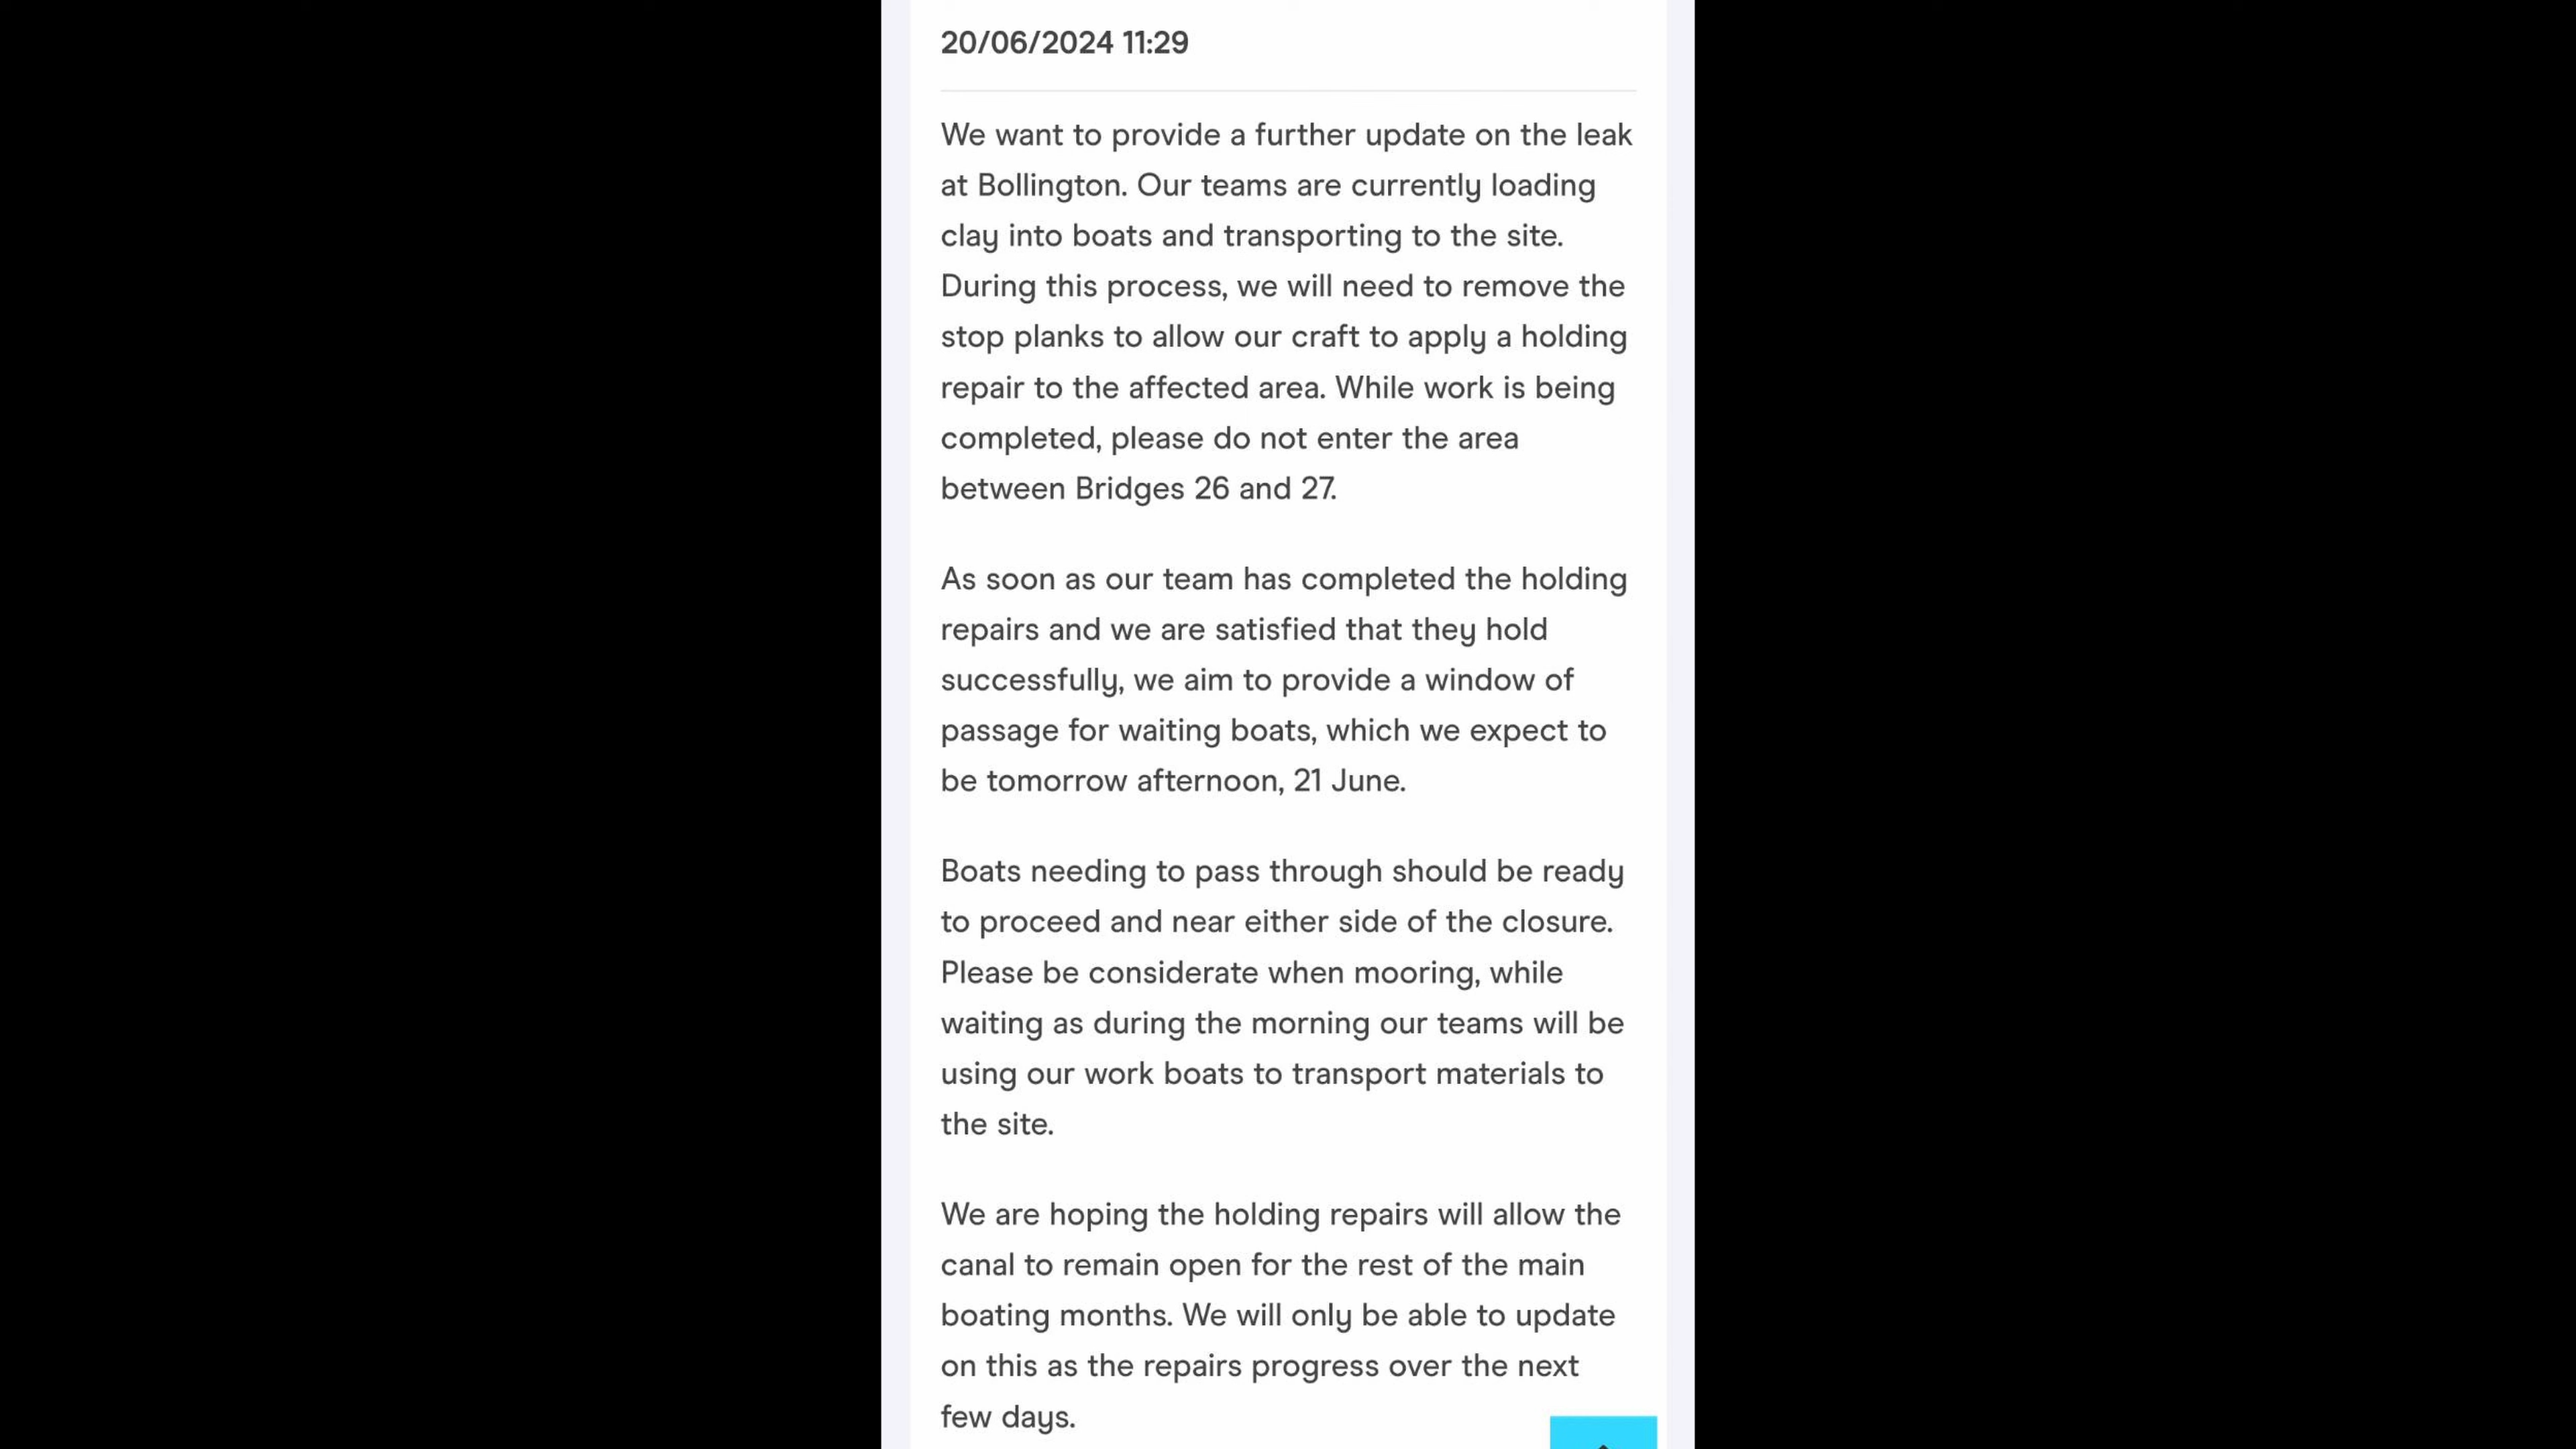 20/06/2024 11:29
We want to provide a further update on the leak
at Bollington. Our teams are currently loading
clay into boats and transporting to the site.
During this process, we will need to remove the
stop planks to allow our craft to apply a holding
repair to the affected area. While work is being
completed, please do not enter the area
between Bridges 26 and 27.
As soon as our team has completed the holding
repairs and we are satisfied that they hold
successfully, we aim to provide a window of
passage for waiting boats, which we expect to
be tomorrow afternoon, 21 June.
Boats needing to pass through should be ready
to proceed and near either side of the closure.
Please be considerate when mooring, while
waiting as during the morning our teams will be
using our work boats to transport materials to
the site.
We are hoping the holding repairs will allow the
canal to remain open for the rest of the main
boating months. We will only be able to update
on this as the repairs progress over the next
few days.